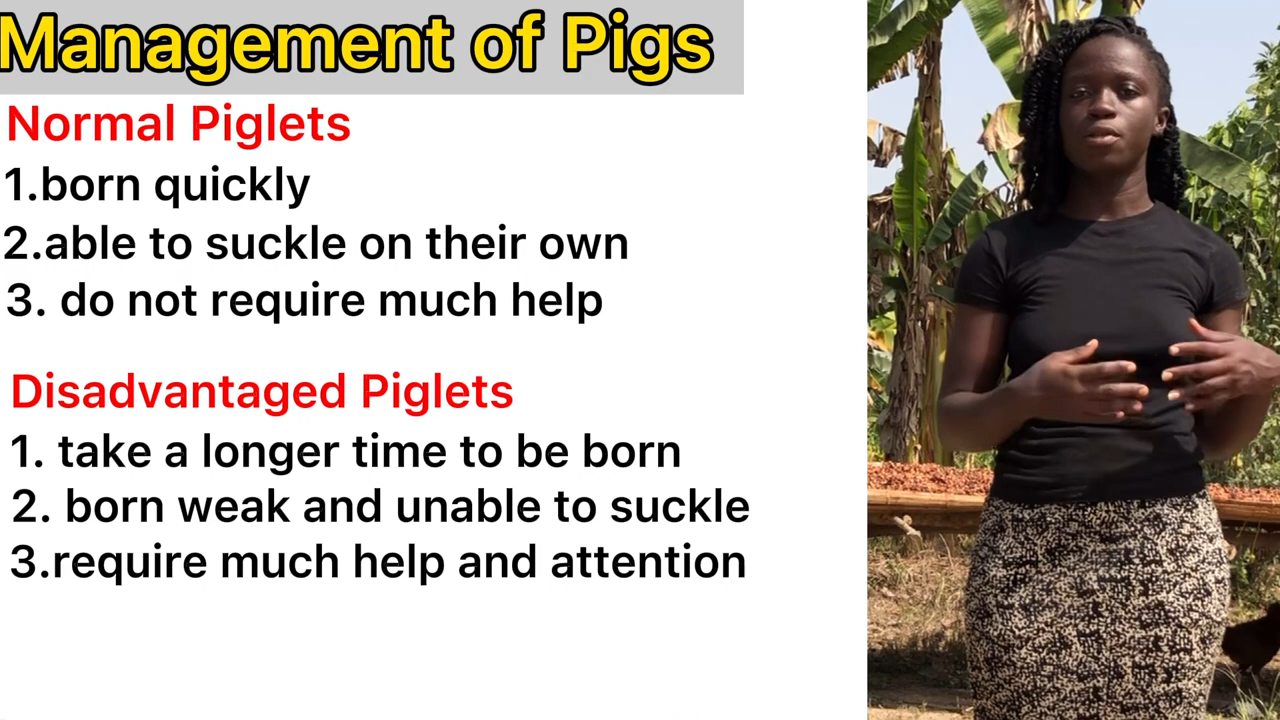 Management of Pigs
Normal Piglets
1.born quickly
2.able to suckle on their own
3. do not require much help
Disadvantaged Piglets
1. take a longer time to be born
2. born weak and unable to suckle
3.require much help and attention